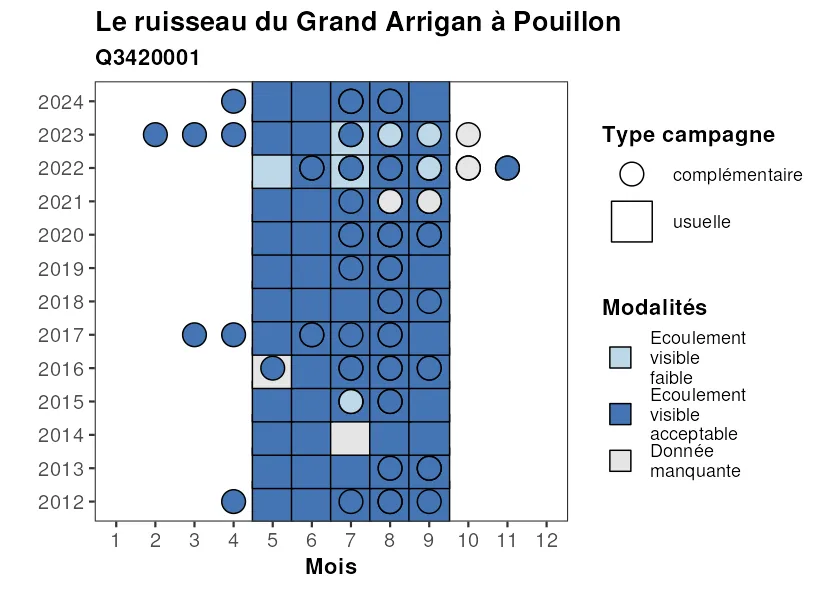 Le ruisseau du Grand Arrigan à Pouillon
Q3420001
2024
2023
2022
2021
2020
2019
2018
2017
2016
2015
2014
2013
2012
1 2 3 4 5 6 7 8 9 10 11 12
Mois
Type campagne
complémentaire
usuelle
Modalités
Ecoulement
visible
faible
Ecoulement
visible
acceptable
Donnée
manquante